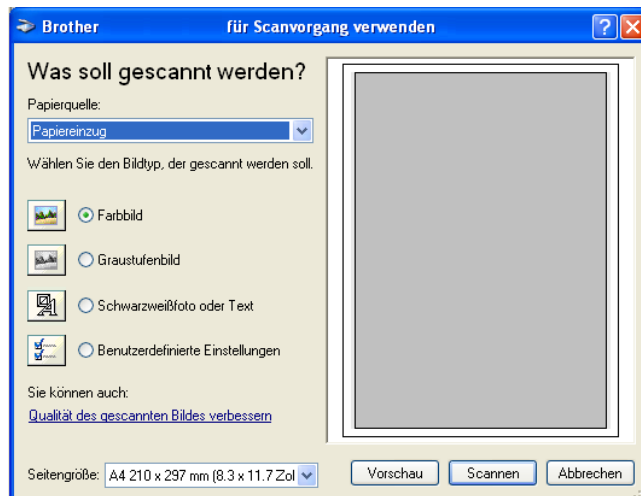 Brother für Scanvorgang verwenden
Was soll gescannt werden?
Papierquelle:
Papiereinzug
Wählen Sie den Bildtyp, der gescannt werden soll.
Farbbild
Graustufenbild
Schwarzweißfoto oder Text
Benutzerdefinierte Einstellungen
Sie können auch:
Qualität des gescannten Bildes verbessern
Seitengröße: A4 210 x 297 mm (8.3 x 11.7 Zol
Vorschau Scannen Abbrechen